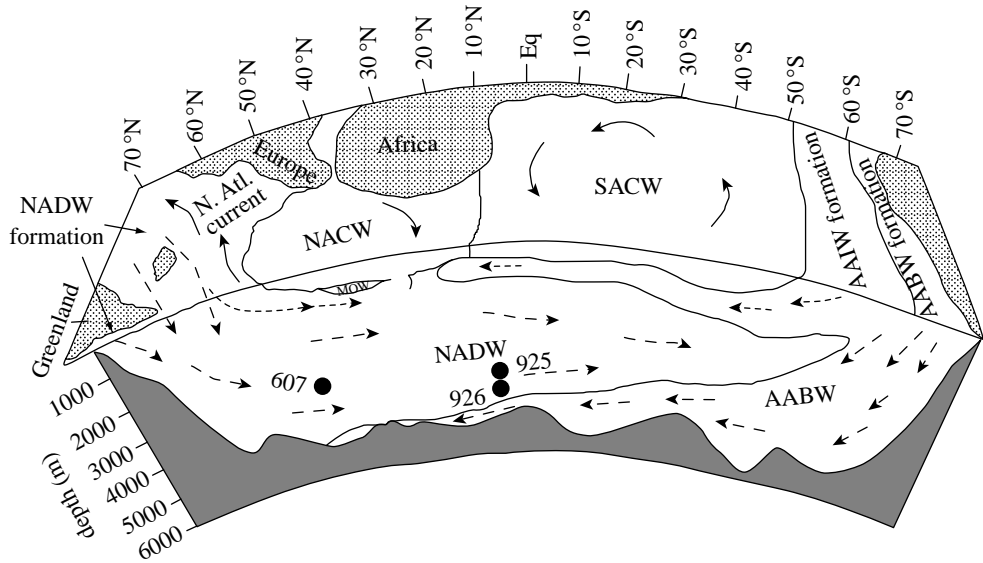 70 °N
60 °N
50 °N
40 °N
30 °N
20 °N
10 °N
Eq
10 °S
20 °S
30 °S
40 °S
50 °S
60 °S
70 °S
Europe
Africa
NADW
formation
N. Atl.
current
NACW
SACW
AAIW formation
AABW formation
MOW
Greenland
NADW
925
607
926
AABW
1000
2000
3000
4000
5000
6000
depth (m)